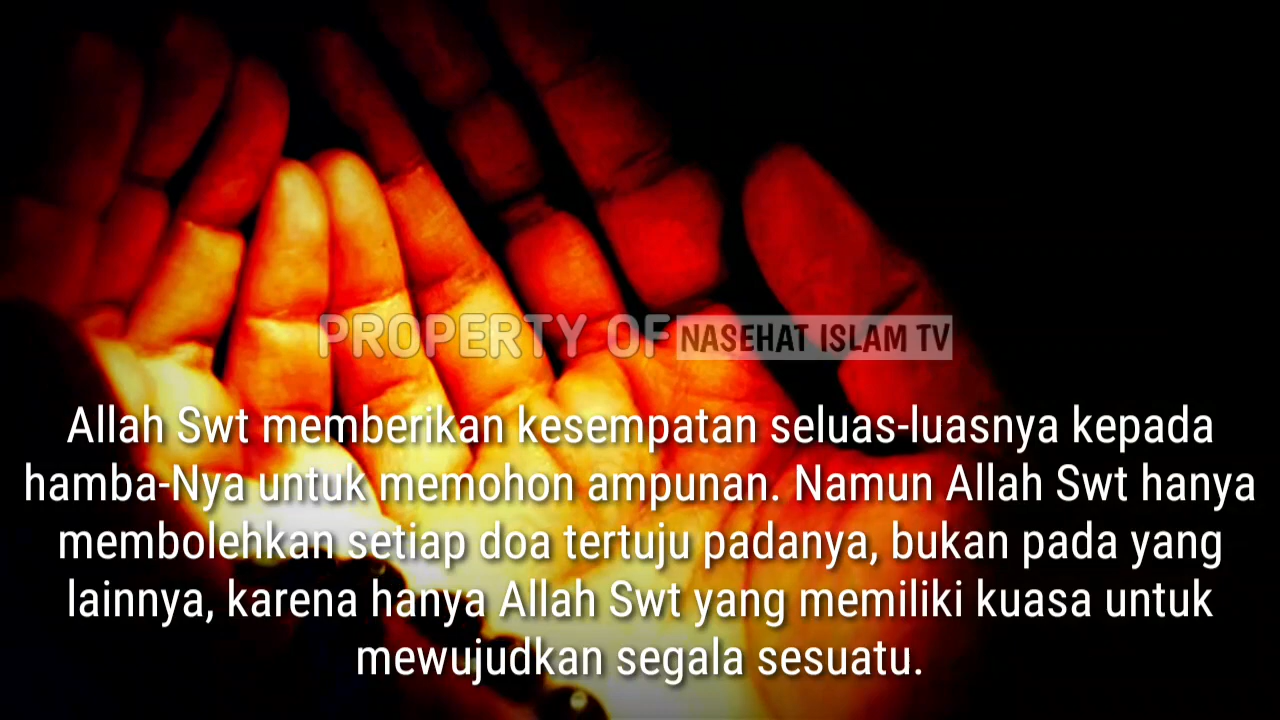 PROPERTY OF NASEHAT ISLAM TV
Allah Swt memberikan kesempatan seluas-luasnya kepada
hamba-Nya untuk memohon ampunan. Namun Allah Swt hanya
membolehkan setiap doa tertuju padanya, bukan pada yang
lainnya, karena hanya Allah Swt yang memiliki kuasa untuk
mewujudkan segala sesuatu.